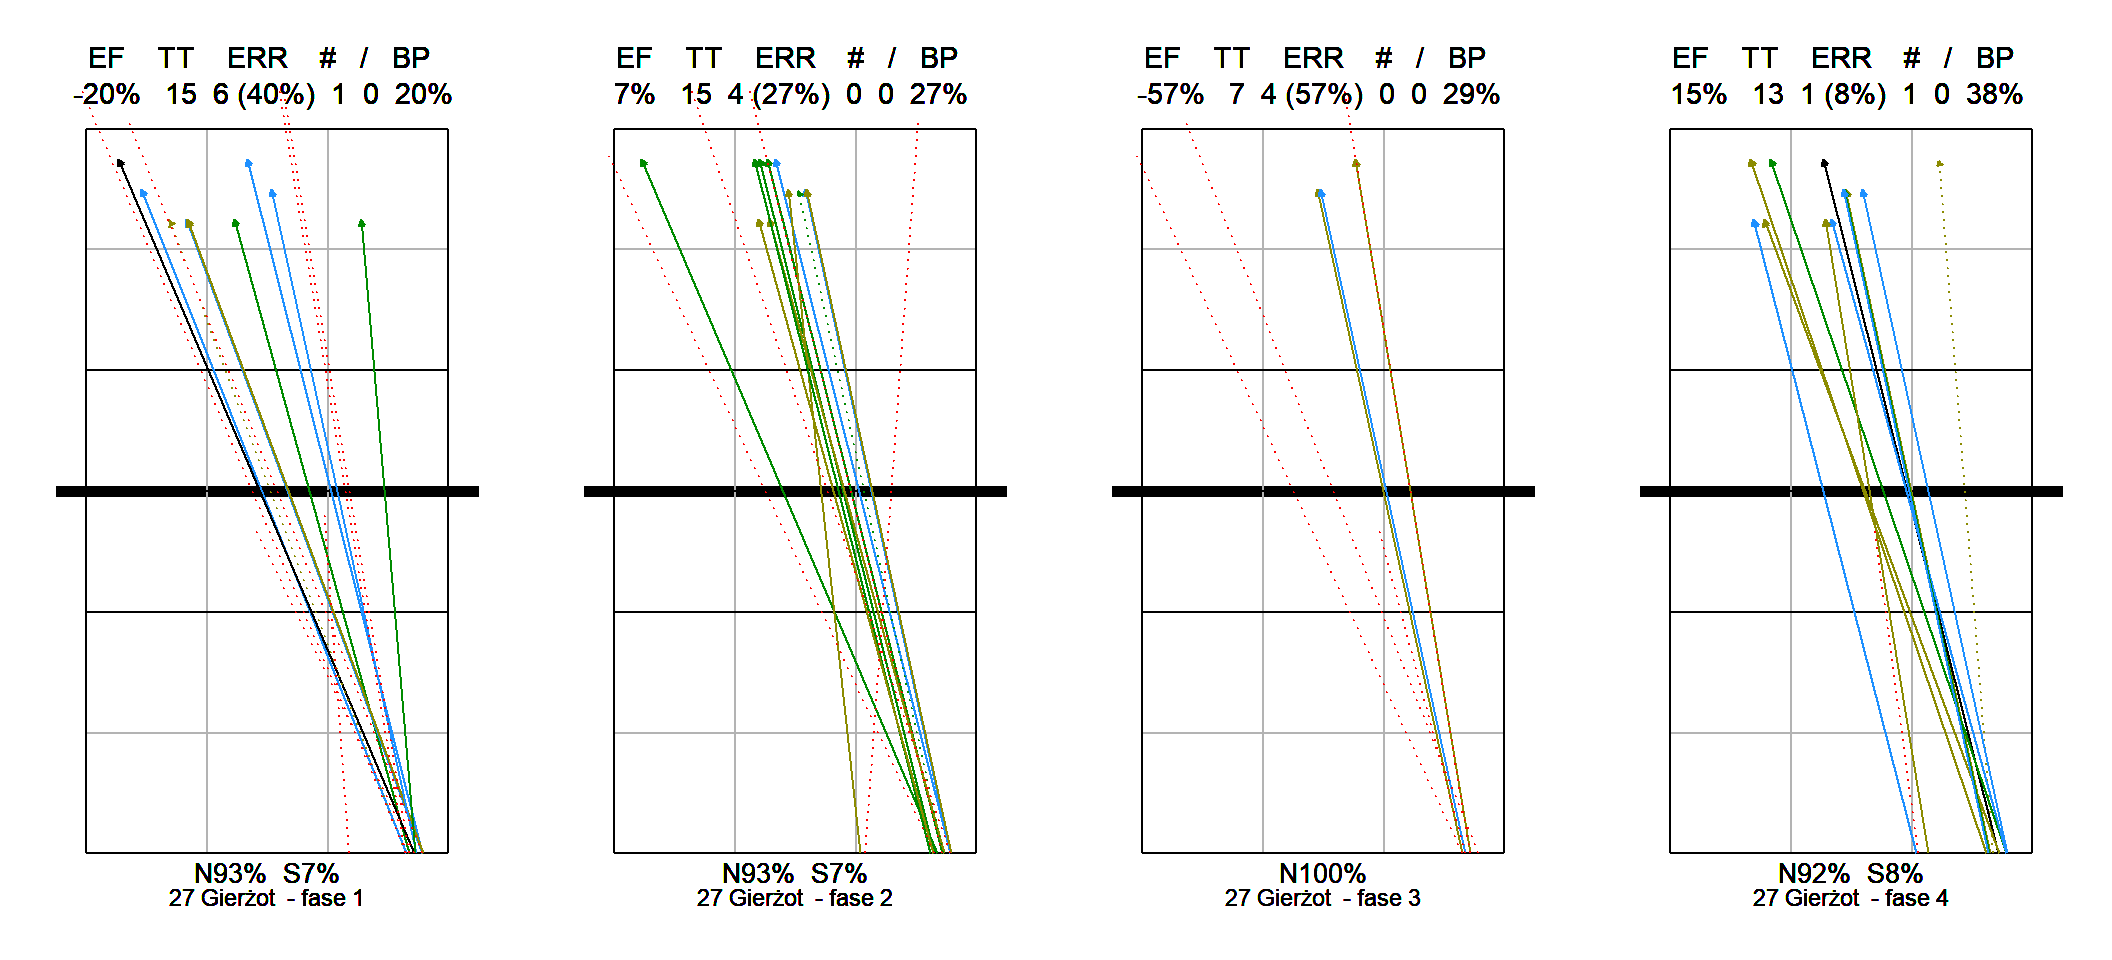 EF TT ERR # / BP
-20% 15 6 (40%) 1 0 20%
N93% S7%
27 Gierżot - fase 1
EF TT ERR # / BP
7% 15 4 (27%) 0 0 27%
N93% S7%
27 Gierżot - fase 2
EF TT ERR # / BP
-57% 7 4 (57%) 0 0 29%
N100%
27 Gierżot - fase 3
EF TT ERR # / BP
15% 13 1 (8%) 1 0 38%
N92% S8%
27 Gierżot - fase 4